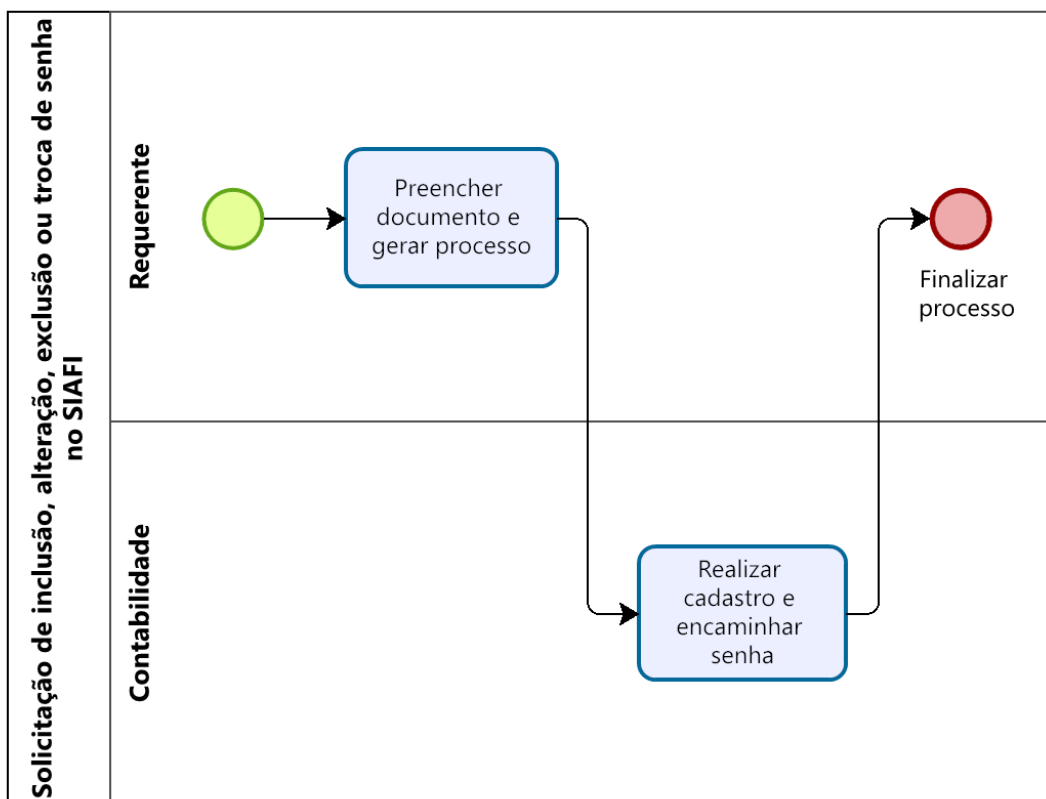 Solicitação de inclusão, alteração, exclusão ou troca de senha
no SIAFI
Requerente
Preencher
documento e
gerar processo
Finalizar
processo
Contabilidade
Realizar
cadastro e
encaminhar
senha